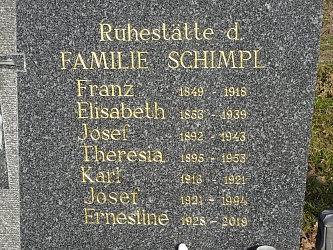 Ruhestätte d.
FAMILIE SCHIMPL
Franz 1849 - 1918
Elisabeth 1853 - 1939
Josef 1892 - 1943
Theresia 1895 - 1953
Karl 1913 - 1921
Josef 1921 - 1994
Ernestine 1928 - 2019